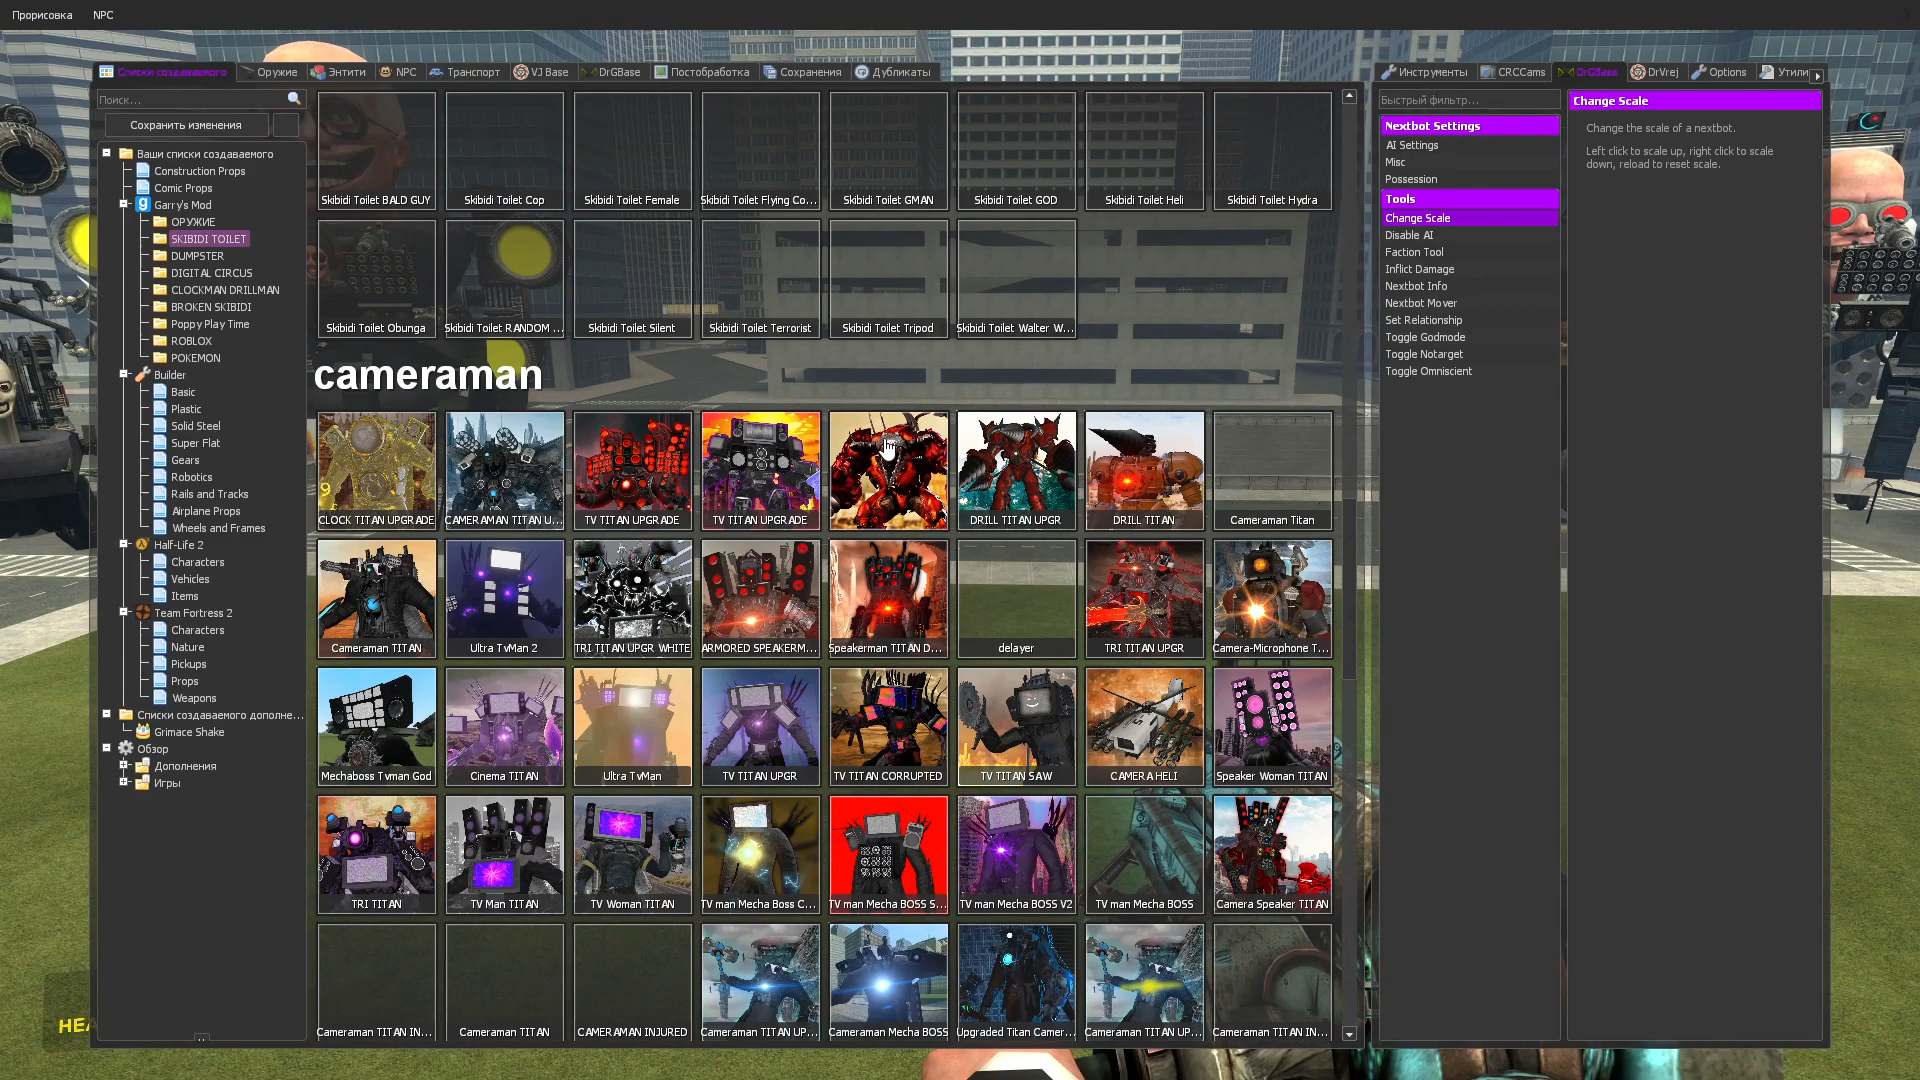 Прорисовка NPC
Списки создаваемого Оружие Энтити NPC Транспорт VJ Base DrGBase Постобработка Сохранения Дубликаты
Инструменты CRCCams DrGBase DrVrej Options Утили
Поиск...
Сохранить изменения
Ваши списки создаваемого
Construction Props
Comic Props
Garry's Mod
ОРУЖИЕ
SKIBIDI TOILET
DUMPSTER
DIGITAL CIRCUS
CLOCKMAN DRILLMAN
BROKEN SKIBIDI
Poppy Play Time
ROBLOX
POKEMON
Builder
Basic
Plastic
Solid Steel
Super Flat
Gears
Robotics
Rails and Tracks
Airplane Props
Wheels and Frames
Half-Life 2
Characters
Vehicles
Items
Team Fortress 2
Characters
Nature
Pickups
Props
Weapons
Списки создаваемого дополне...
Grimace Shake
Обзор
Дополнения
Игры
Skibidi Toilet BALD GUY
Skibidi Toilet Cop
Skibidi Toilet Female
Skibidi Toilet Flying Co...
Skibidi Toilet GMAN
Skibidi Toilet GOD
Skibidi Toilet Heli
Skibidi Toilet Hydra
Skibidi Toilet Obunga
Skibidi Toilet RANDOM ...
Skibidi Toilet Silent
Skibidi Toilet Terrorist
Skibidi Toilet Tripod
Skibidi Toilet Walter W...
cameraman
9
CLOCK TITAN UPGRADE
CAMERAMAN TITAN U...
TV TITAN UPGRADE
TV TITAN UPGRADE
DRILL TITAN UPGR
DRILL TITAN
Cameraman Titan
Cameraman TITAN
Ultra TvMan 2
TRI TITAN UPGR WHITE
ARMORED SPEAKERM...
Speakerman TITAN D...
delayer
TRI TITAN UPGR
Camera-Microphone T...
Mechaboss Tvman God
Cinema TITAN
Ultra TvMan
TV TITAN UPGR
TV TITAN CORRUPTED
TV TITAN SAW
CAMERA HELI
Speaker Woman TITAN
TRI TITAN
TV Man TITAN
TV Woman TITAN
TV man Mecha Boss C...
TV man Mecha BOSS S...
TV man Mecha BOSS V2
TV man Mecha BOSS
Camera Speaker TITAN
Cameraman TITAN IN...
Cameraman TITAN
CAMERAMAN INJURED
Cameraman TITAN UP...
Cameraman Mecha BOSS
Upgraded Titan Camer...
Cameraman TITAN UP...
Cameraman TITAN IN...
Быстрый фильтр...
Nextbot Settings
AI Settings
Misc
Possession
Tools
Change Scale
Disable AI
Faction Tool
Inflict Damage
Nextbot Info
Nextbot Mover
Set Relationship
Toggle Godmode
Toggle Notarget
Toggle Omniscient
Change Scale
Change the scale of a nextbot.
Left click to scale up, right click to scale
down, reload to reset scale.
HEA